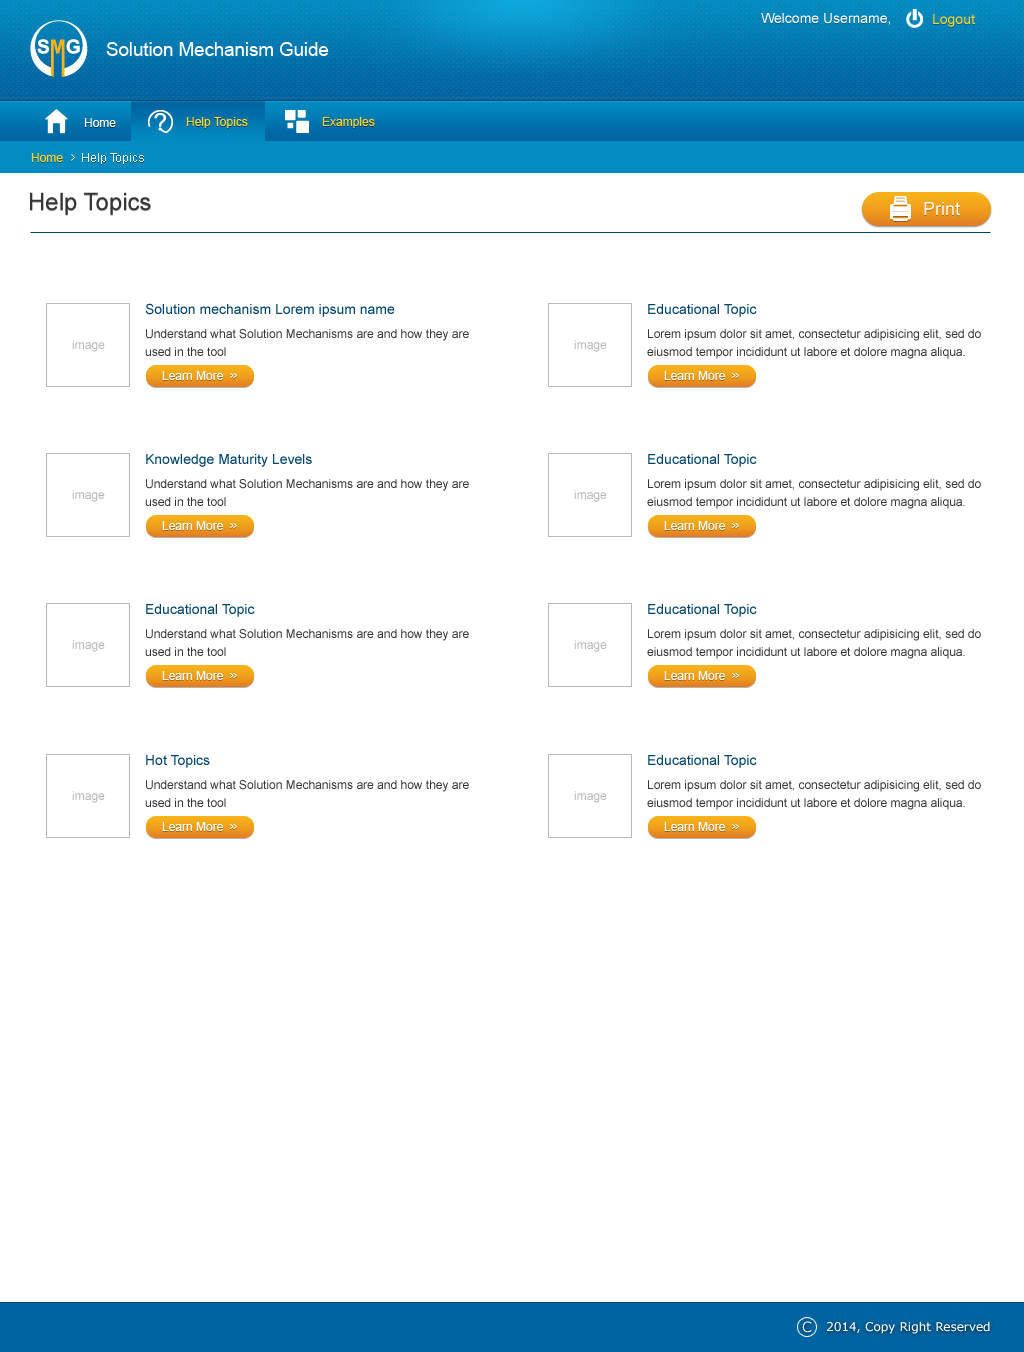 Welcome Username,
Logout
SMG
Solution Mechanism Guide
Home
Help Topics
Examples
Home > Help Topics
Help Topics
Print
image
Solution mechanism Lorem ipsum name
Understand what Solution Mechanisms are and how they are
used in the tool
Learn More »
image
Educational Topic
Lorem ipsum dolor sit amet, consectetur adipisicing elit, sed do
eiusmod tempor incididunt ut labore et dolore magna aliqua.
Learn More »
image
Knowledge Maturity Levels
Understand what Solution Mechanisms are and how they are
used in the tool
Learn More »
image
Educational Topic
Lorem ipsum dolor sit amet, consectetur adipisicing elit, sed do
eiusmod tempor incididunt ut labore et dolore magna aliqua.
Learn More »
image
Educational Topic
Understand what Solution Mechanisms are and how they are
used in the tool
Learn More »
image
Educational Topic
Lorem ipsum dolor sit amet, consectetur adipisicing elit, sed do
eiusmod tempor incididunt ut labore et dolore magna aliqua.
Learn More »
image
Hot Topics
Understand what Solution Mechanisms are and how they are
used in the tool
Learn More »
image
Educational Topic
Lorem ipsum dolor sit amet, consectetur adipisicing elit, sed do
eiusmod tempor incididunt ut labore et dolore magna aliqua.
Learn More »
© 2014, Copy Right Reserved